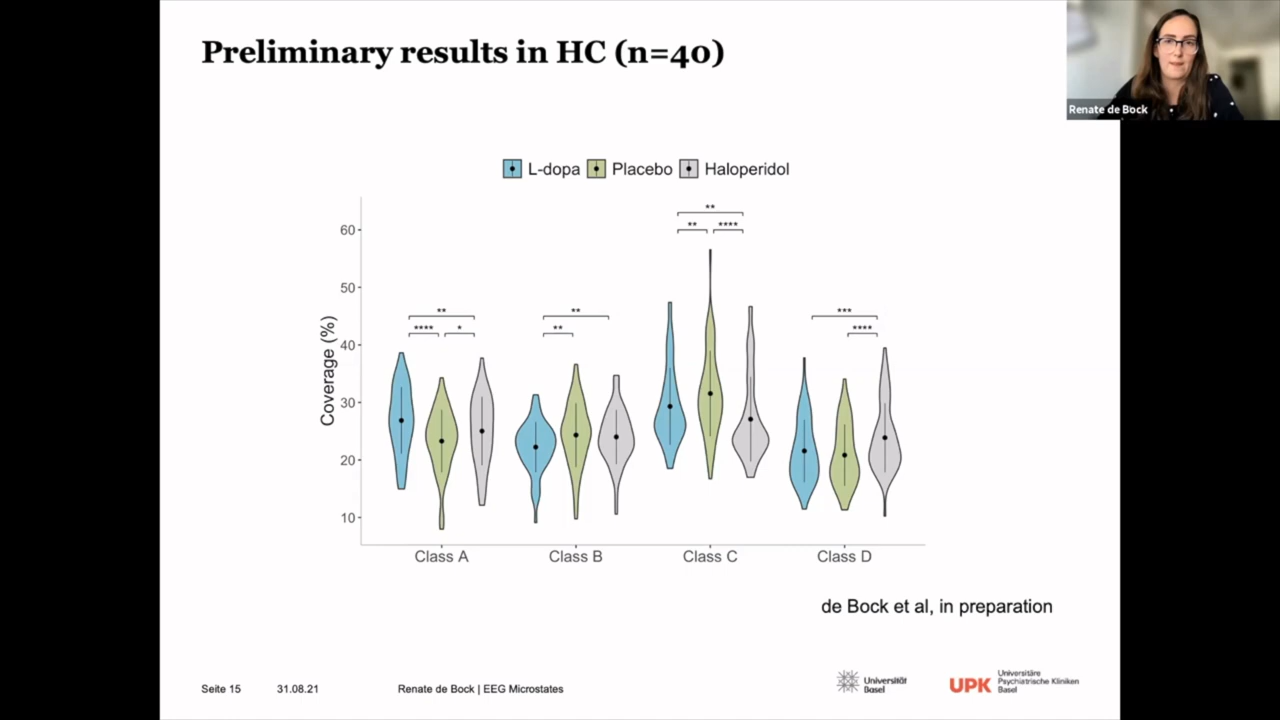 Preliminary results in HC (n=40)
Renate de Bock
L-dopa Placebo Haloperidol
**
** ****
60
50
** ** ***
**** * ** ****
40
30
20
10
Coverage (%)
Class A Class B Class C Class D
de Bock et al, in preparation
Seite 15 31.08.21 Renate de Bock | EEG Microstates
Universität
Basel
UPK
Universitäre
Psychiatrische Kliniken
Basel